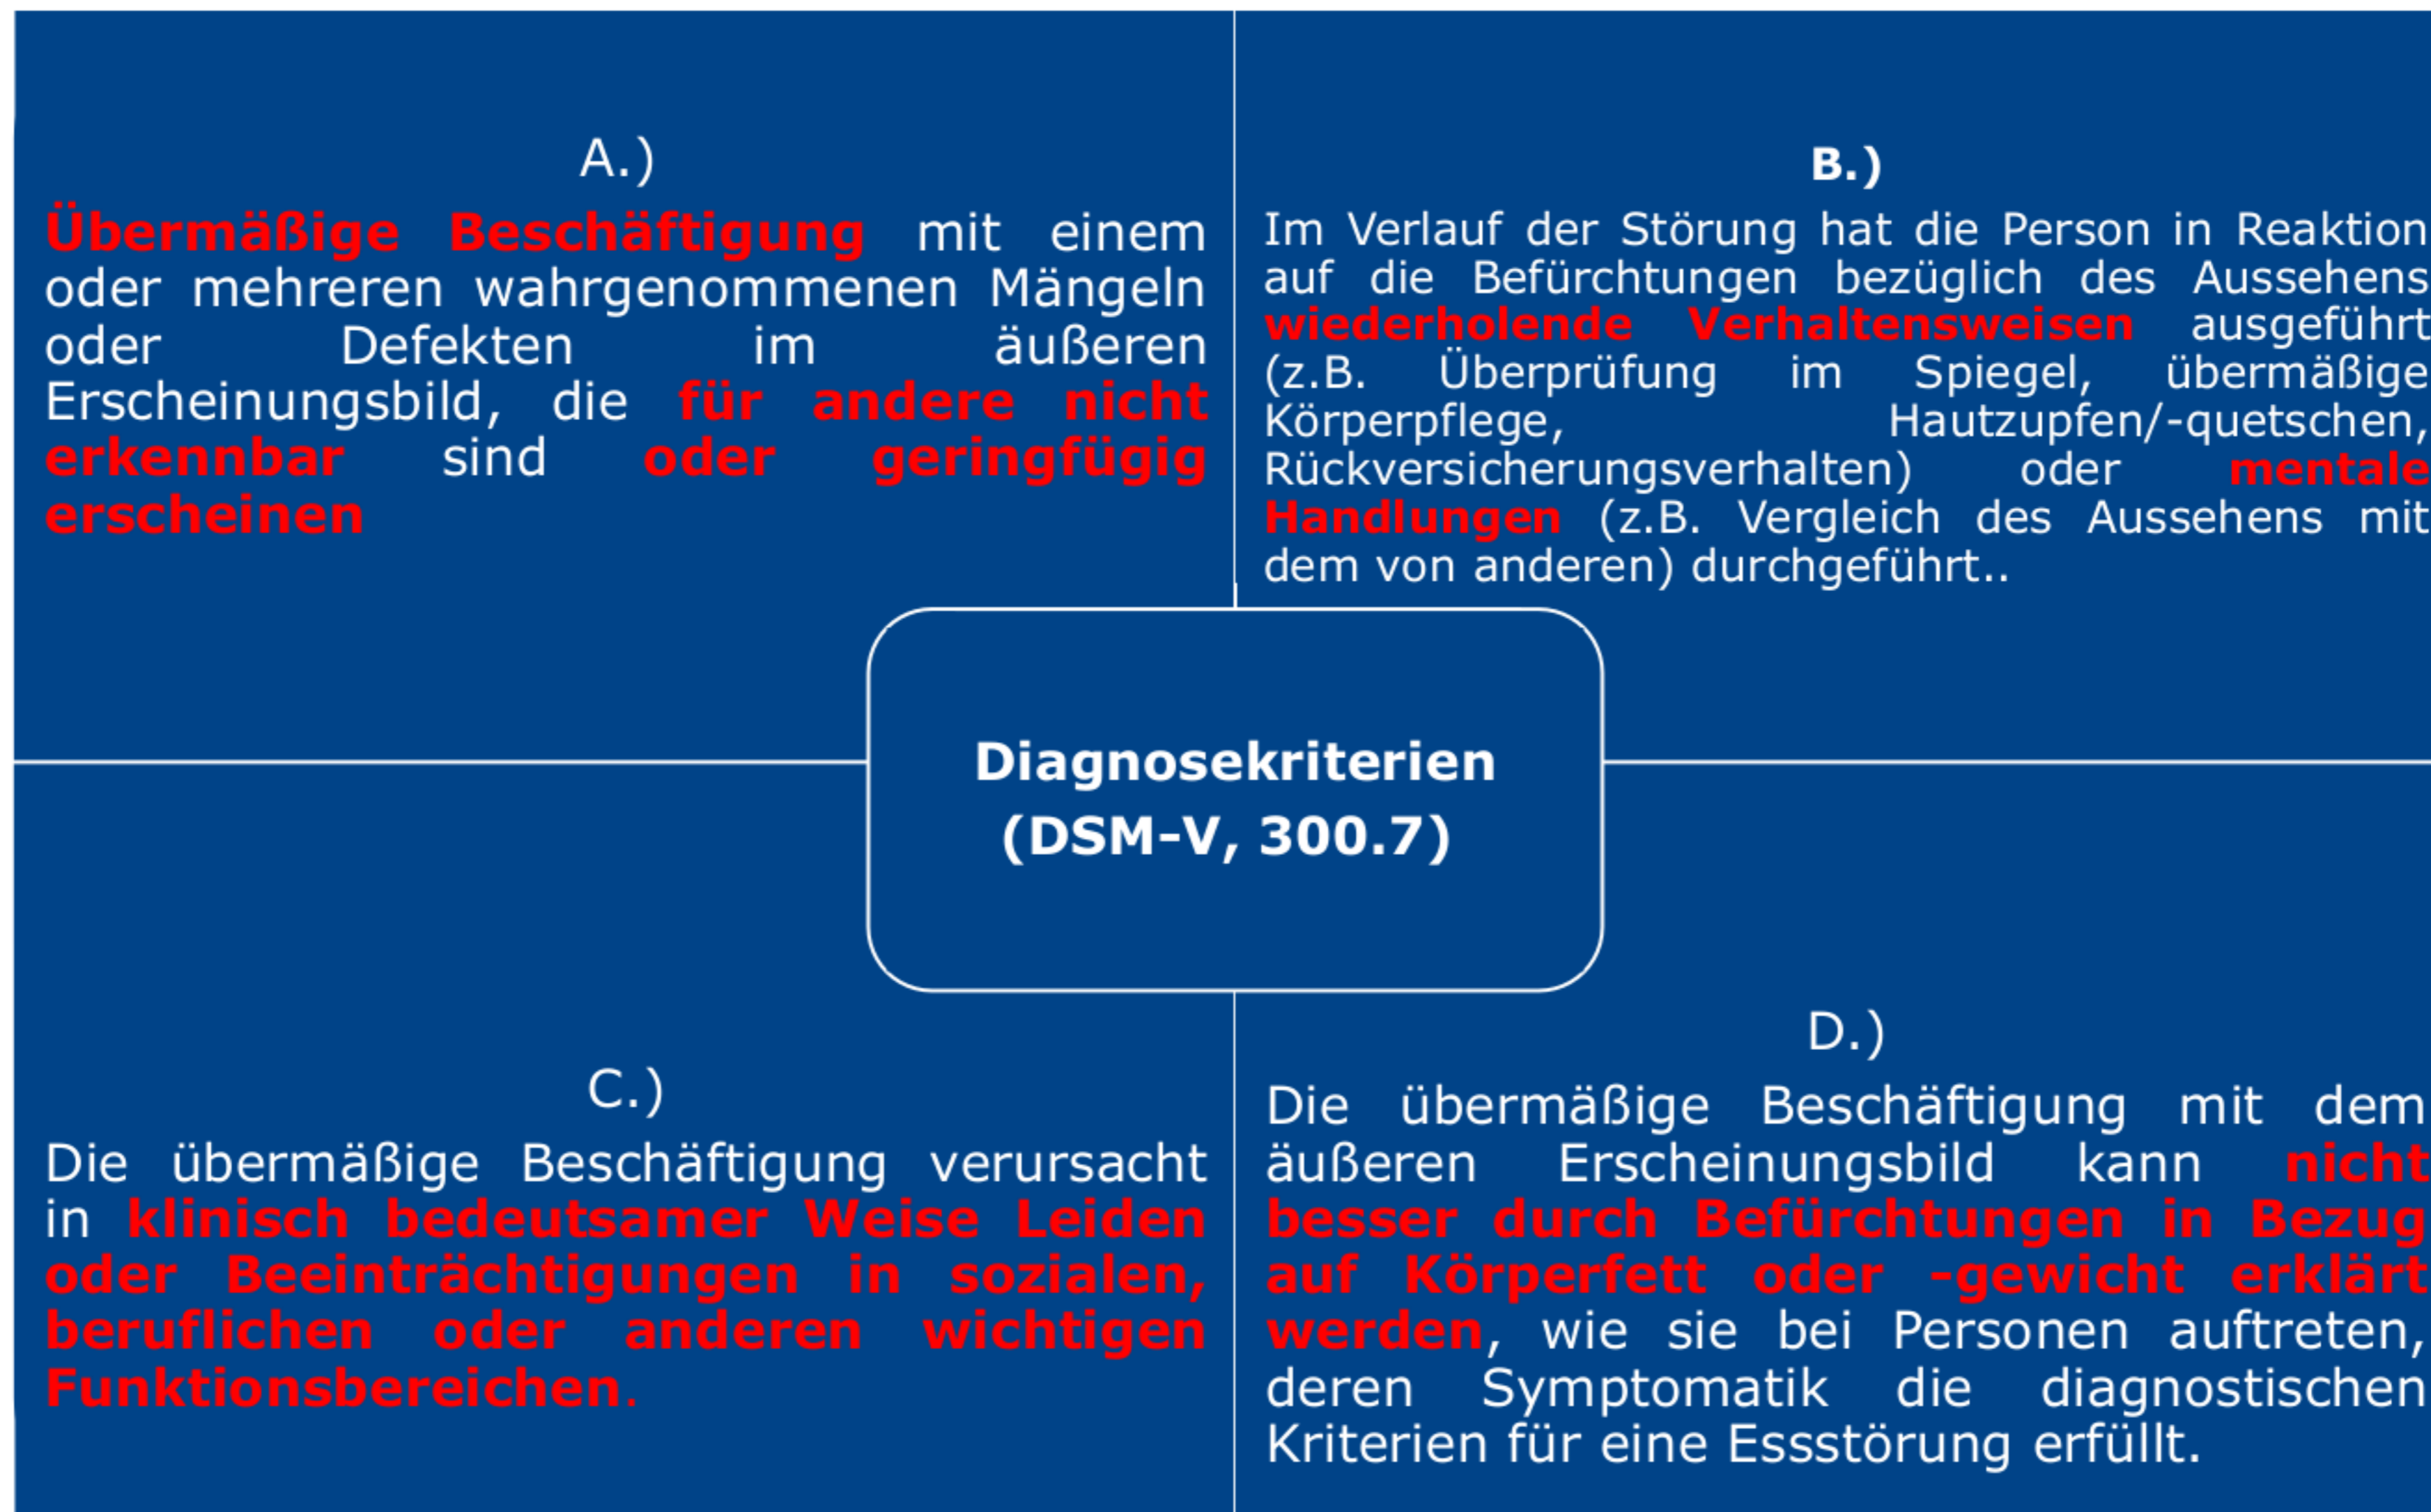 A.)
Übermäßige Beschäftigung mit einem
oder mehreren wahrgenommenen Mängeln
oder Defekten im äußeren
Erscheinungsbild, die für andere nicht
erkennbar sind oder geringfügig
erscheinen
B.)
Im Verlauf der Störung hat die Person in Reaktion
auf die Befürchtungen bezüglich des Aussehens
wiederholende Verhaltensweisen ausgeführt
(z.B. Überprüfung im Spiegel, übermäßige
Körperpflege, Hautzupfen/-quetschen,
Rückversicherungsverhalten) oder mentale
Handlungen (z.B. Vergleich des Aussehens mit
dem von anderen) durchgeführt..
Diagnosekriterien
(DSM-V, 300.7)
C.)
Die übermäßige Beschäftigung verursacht
in klinisch bedeutsamer Weise Leiden
oder Beeinträchtigungen in sozialen,
beruflichen oder anderen wichtigen
Funktionsbereichen.
D.)
Die übermäßige Beschäftigung mit dem
äußeren Erscheinungsbild kann nicht
besser durch Befürchtungen in Bezug
auf Körperfett oder -gewicht erklärt
werden, wie sie bei Personen auftreten,
deren Symptomatik die diagnostischen
Kriterien für eine Essstörung erfüllt.